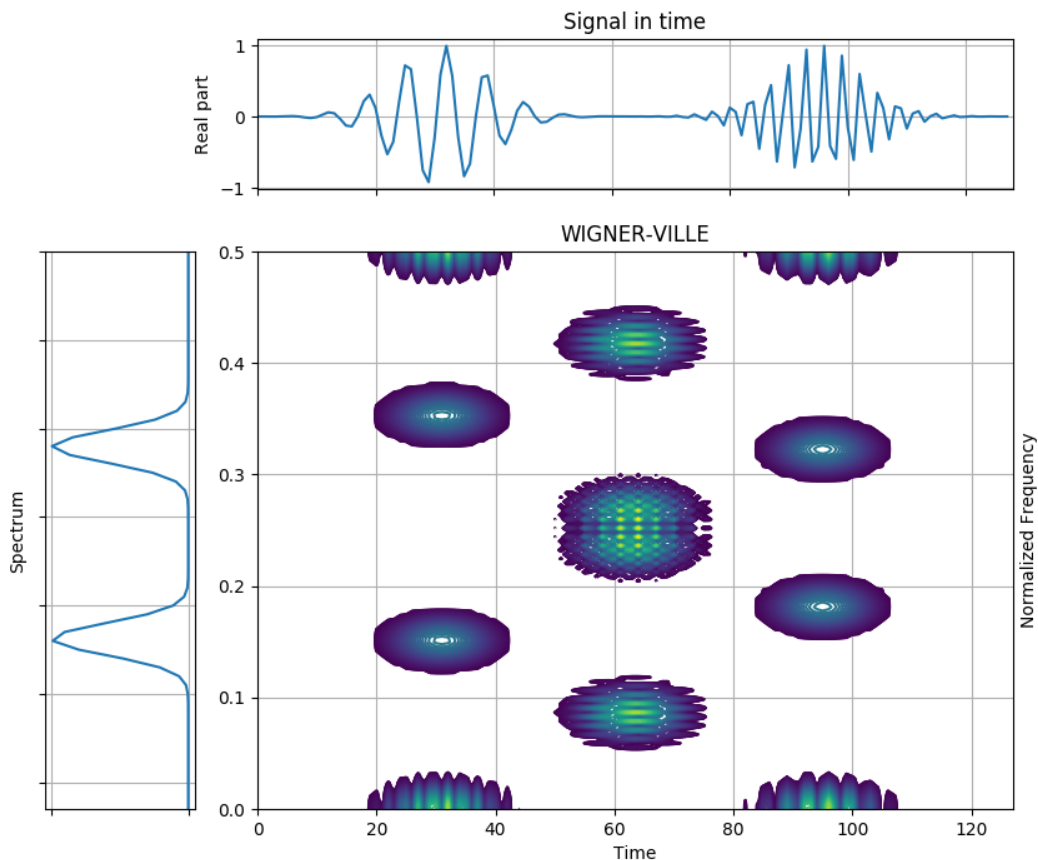 Signal in time
Real part
1
0
−1
WIGNER-VILLE
Spectrum
0.5
0.4
0.3
0.2
0.1
0.0
0
20
40
60
80
100
120
Time
Normalized Frequency